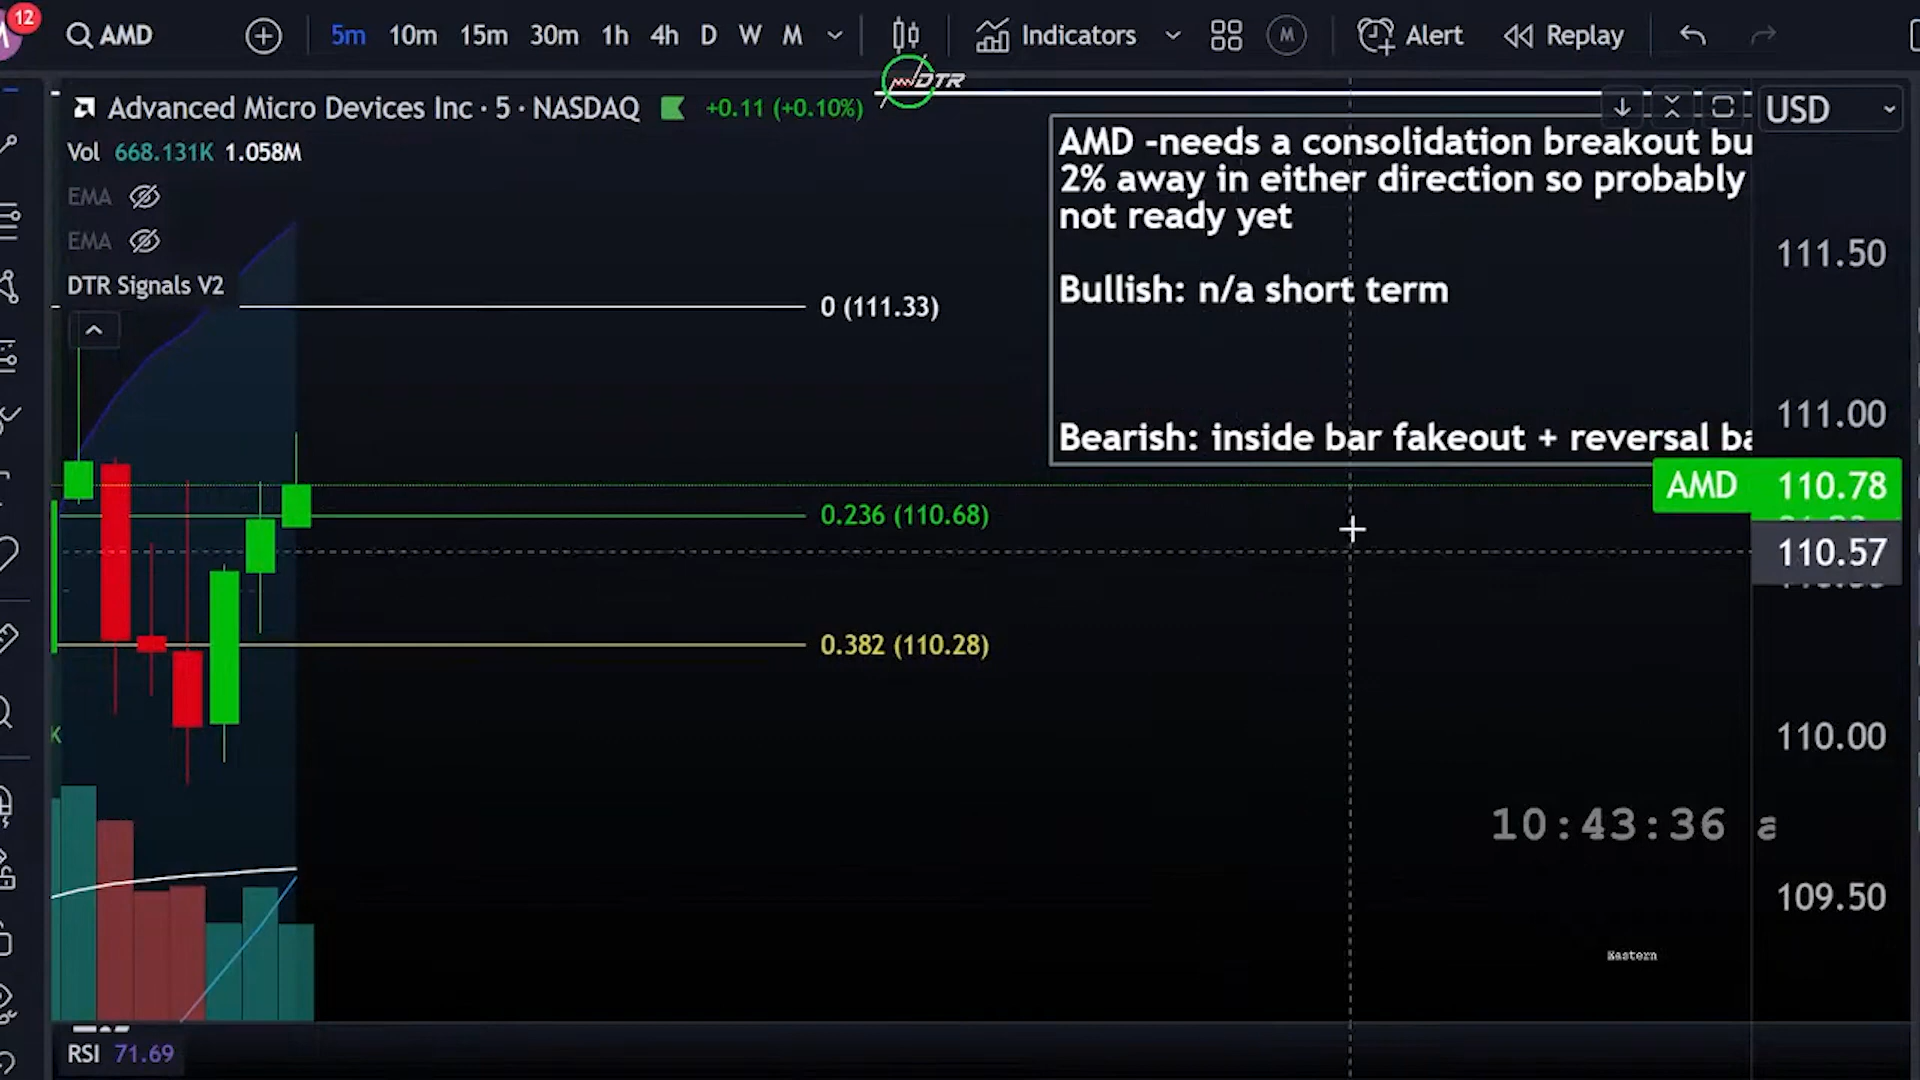 12
AMD
5m 10m 15m 30m 1h 4h D W M
Indicators
M
Alert
Replay
DTR
Advanced Micro Devices Inc · 5 · NASDAQ
+0.11 (+0.10%)
USD
Vol 668.131K 1.058M
EMA
EMA
DTR Signals V2
AMD -needs a consolidation breakout bu
2% away in either direction so probably
not ready yet
Bullish: n/a short term
Bearish: inside bar fakeout + reversal ba
111.50
0 (111.33)
111.00
AMD 110.78
0.236 (110.68)
110.57
0.382 (110.28)
K
110.00
10:43:36 a
109.50
Eastern
RSI 71.69